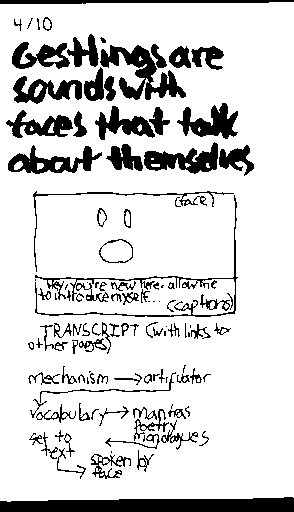 4/10
Gestlings are
sounds with
faces that talk
about themselves
(face)
Hey, you're new here, allow me
to introduce myself...
(captions)
TRANSCRIPT (with links to
other pages)
mechanism → articulator
vocabulary → mantras
poetry
monologues
set to
text
spoken by
face